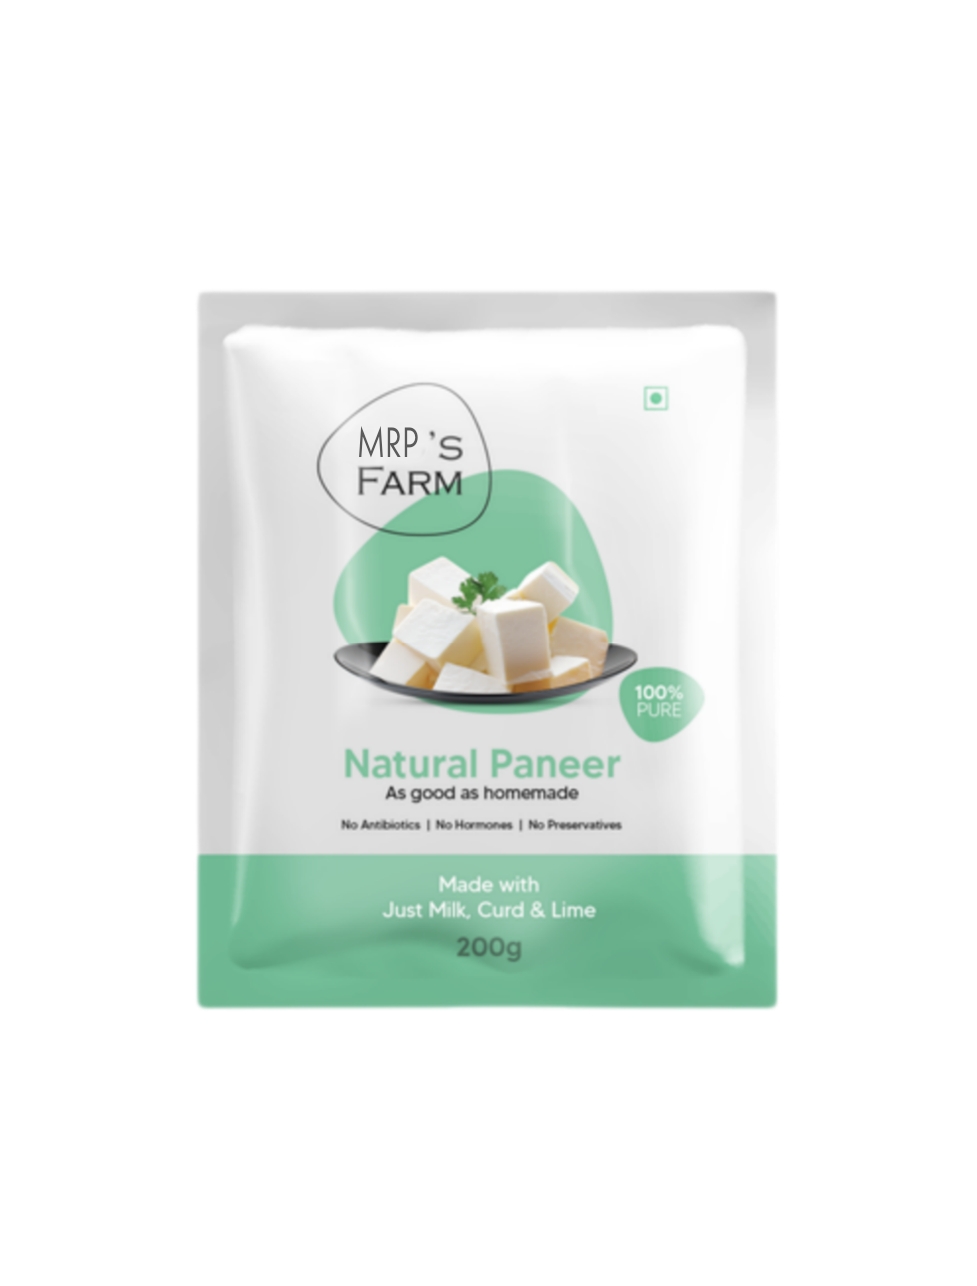 MRP 's
FARM
100%
PURE
Natural Paneer
As good as homemade
No Antibiotics | No Hormones | No Preservatives
Made with
Just Milk, Curd & Lime
200g